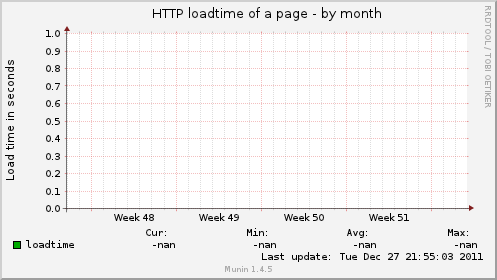 HTTP loadtime of a page - by month
RRDTOOL / TOBI OETIKER
Load time in seconds
1.0
0.9
0.8
0.7
0.6
0.5
0.4
0.3
0.2
0.1
0.0
Week 48 Week 49 Week 50 Week 51
Cur: Min: Avg: Max:
loadtime -nan -nan -nan -nan
Last update: Tue Dec 27 21:55:03 2011
Munin 1.4.5